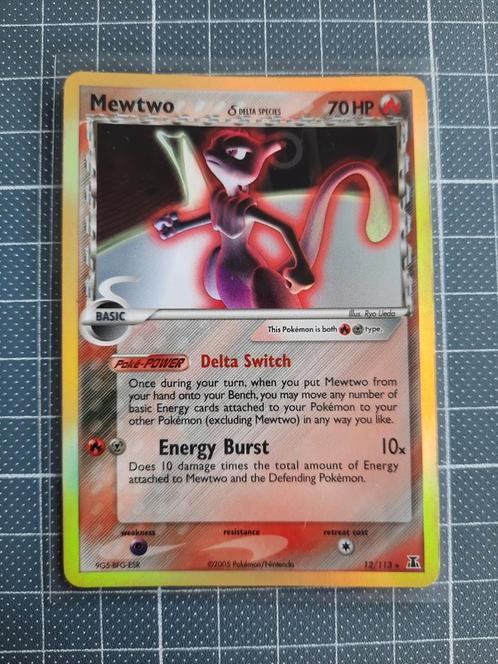 Mewtwo δ DELTA SPECIES 70 HP
BASIC
Illus. Ryo Ueda
This Pokémon is both type.
Poké-POWER Delta Switch
Once during your turn, when you put Mewtwo from
your hand onto your Bench, you may move any number of
basic Energy cards attached to your Pokémon to your
other Pokémon (excluding Mewtwo) in any way you like.
Energy Burst 10x
Does 10 damage times the total amount of Energy
attached to Mewtwo and the Defending Pokémon.
weakness resistance retreat cost
9G5-BFG-ESR ©2005 Pokémon/Nintendo 12/113 ★